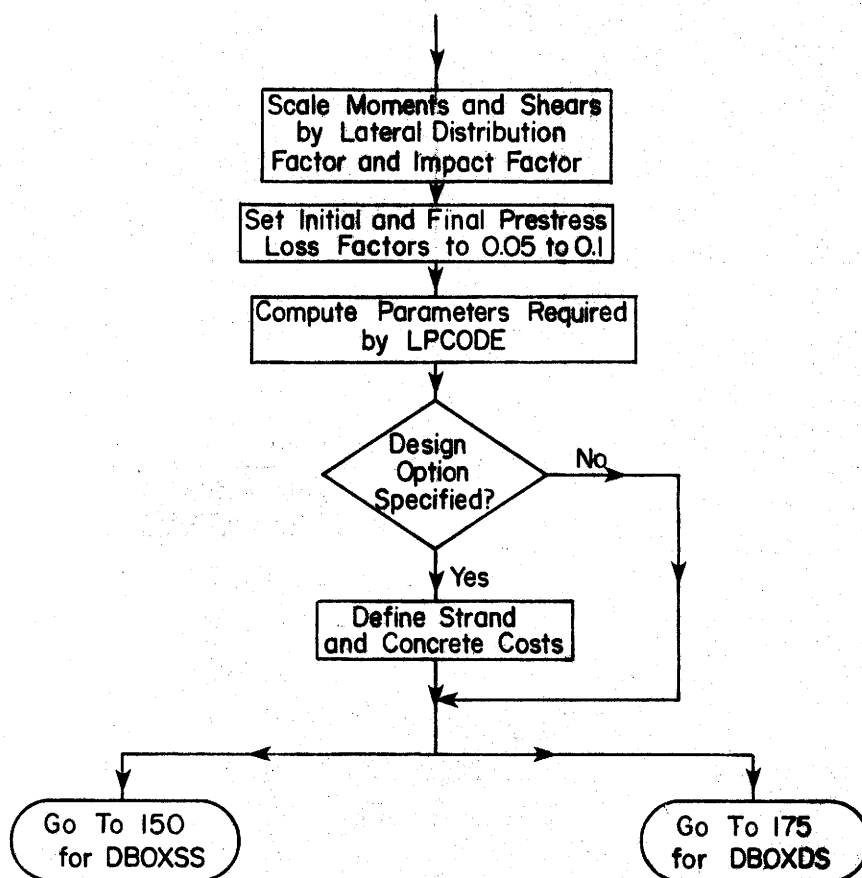 Scale Moments and Shears
by Lateral Distribution
Factor and Impact Factor
Set Initial and Final Prestress
Loss Factors to 0.05 to 0.1
Compute Parameters Required
by LPCODE
Design
Option
Specified?
No
Yes
Define Strand
and Concrete Costs
Go To 150
for DBOXSS
Go To 175
for DBOXDS